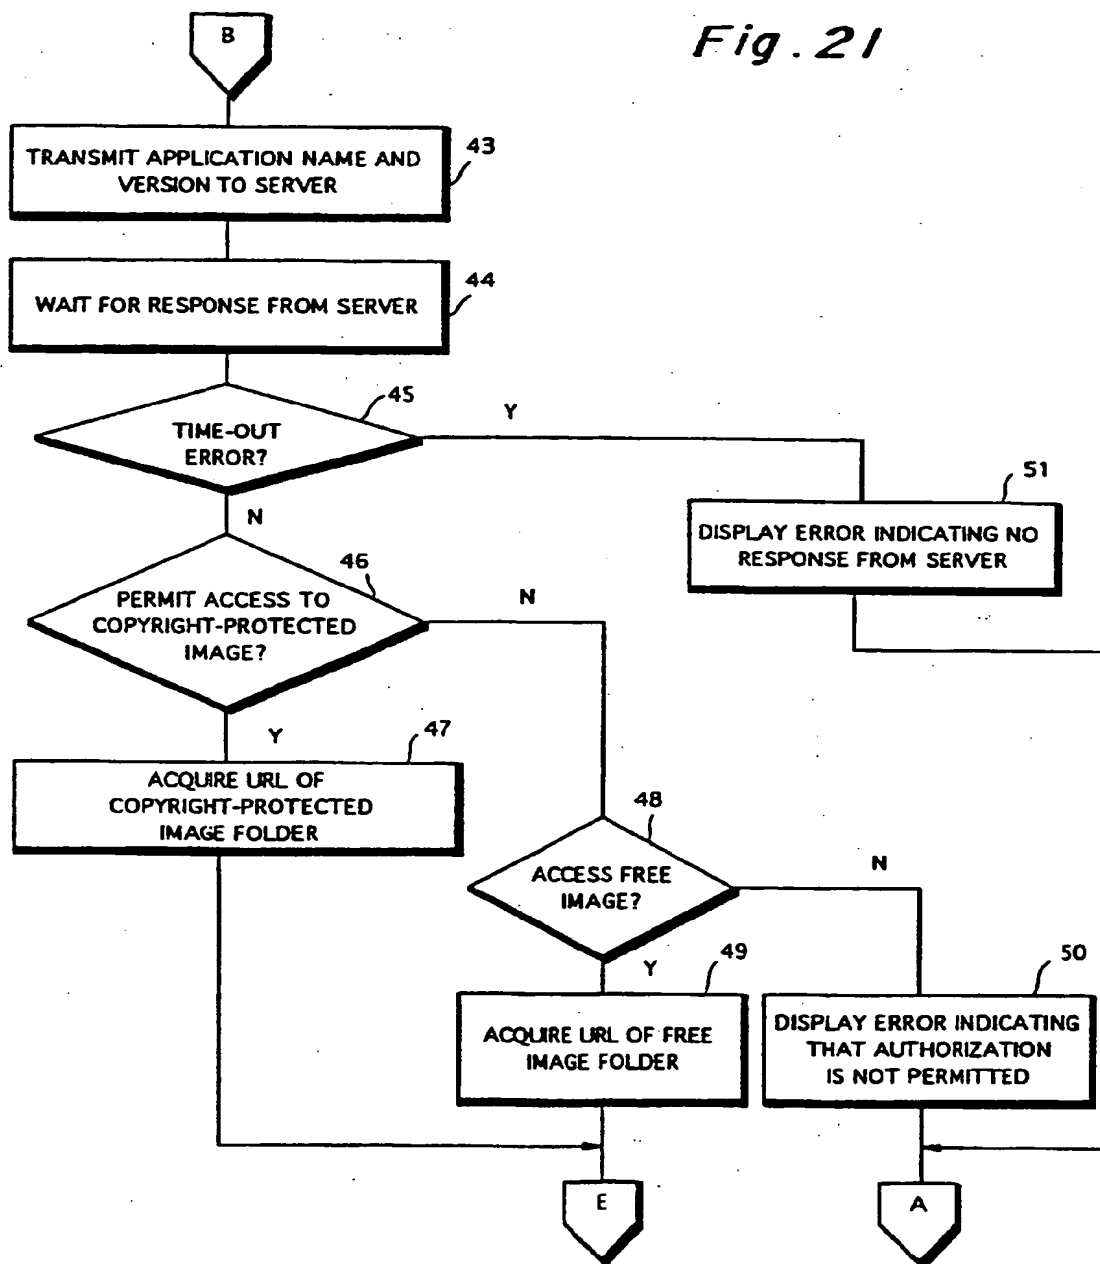 Fig. 21
B
43
TRANSMIT APPLICATION NAME AND
VERSION TO SERVER
44
WAIT FOR RESPONSE FROM SERVER
45
TIME-OUT
ERROR?
Y
N
51
DISPLAY ERROR INDICATING NO
RESPONSE FROM SERVER
46
PERMIT ACCESS TO
COPYRIGHT-PROTECTED
IMAGE?
N
Y
47
ACQUIRE URL OF
COPYRIGHT-PROTECTED
IMAGE FOLDER
48
ACCESS FREE
IMAGE?
N
Y
49
ACQUIRE URL OF FREE
IMAGE FOLDER
50
DISPLAY ERROR INDICATING
THAT AUTHORIZATION
IS NOT PERMITTED
E
A